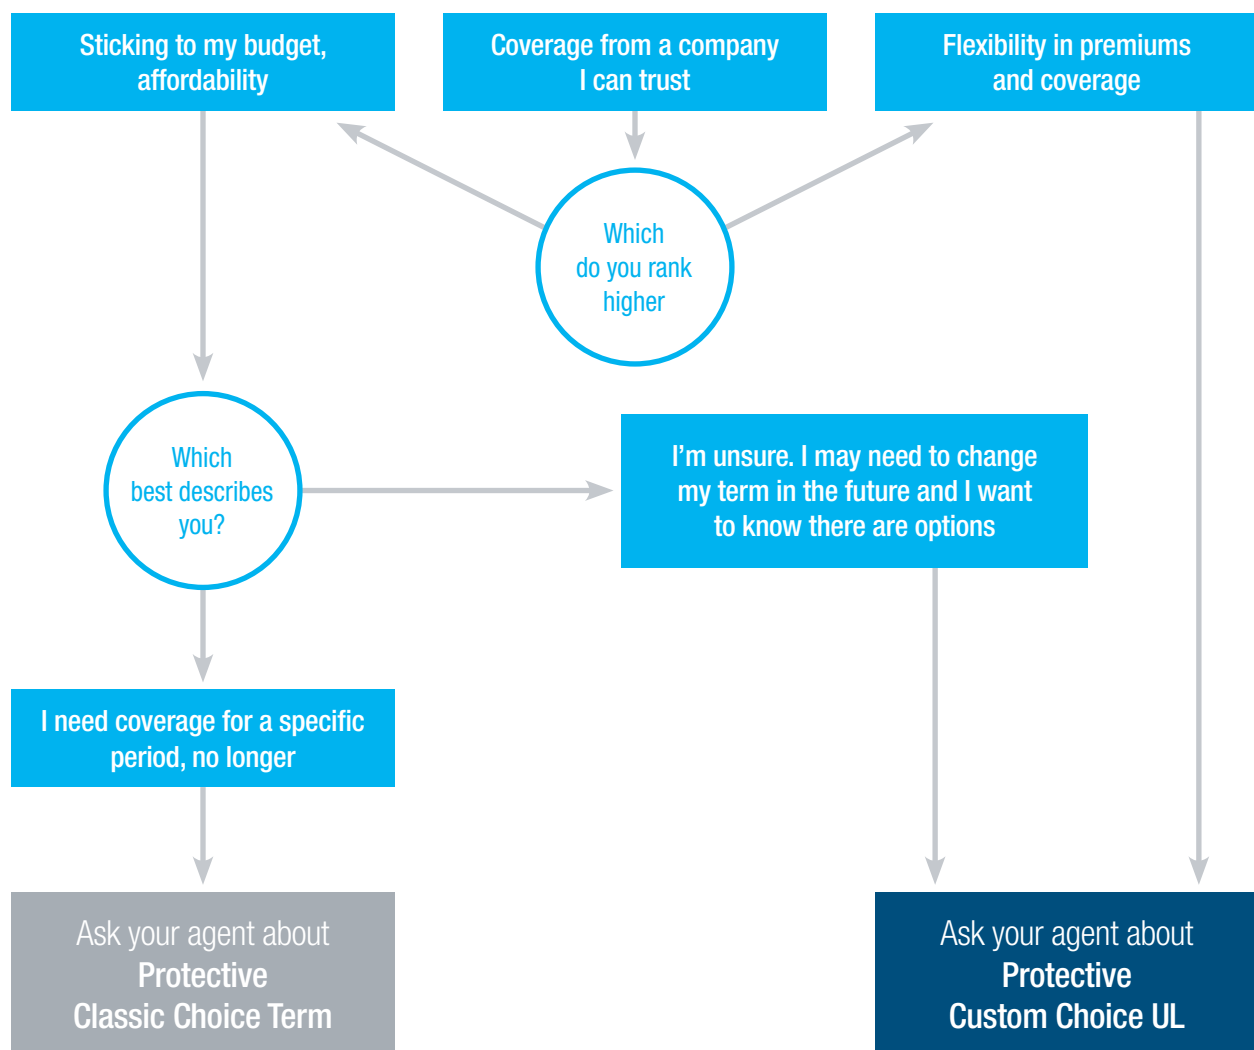 Sticking to my budget,
affordability
Coverage from a company
I can trust
Flexibility in premiums
and coverage
Which
do you rank
higher
Which
best describes
you?
I'm unsure. I may need to change
my term in the future and I want
to know there are options
I need coverage for a specific
period, no longer
Ask your agent about
Protective
Classic Choice Term
Ask your agent about
Protective
Custom Choice UL